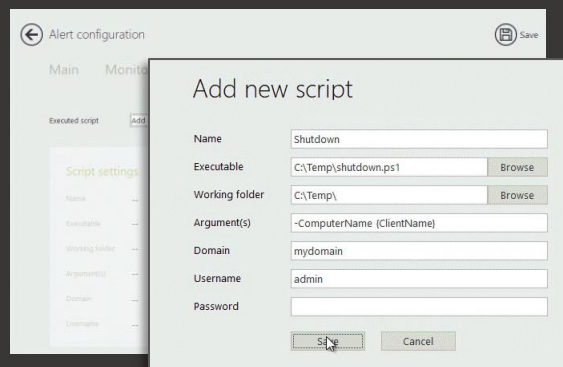 Alert configuration
Save
Main Monito
Executed script Add
Script settings
Name --
Executable --
Working folder --
Argument(s) --
Domain --
Username --
Add new script
Name Shutdown
Executable C:\Temp\shutdown.ps1 Browse
Working folder C:\Temp\ Browse
Argument(s) -ComputerName {ClientName}
Domain mydomain
Username admin
Password
Save Cancel